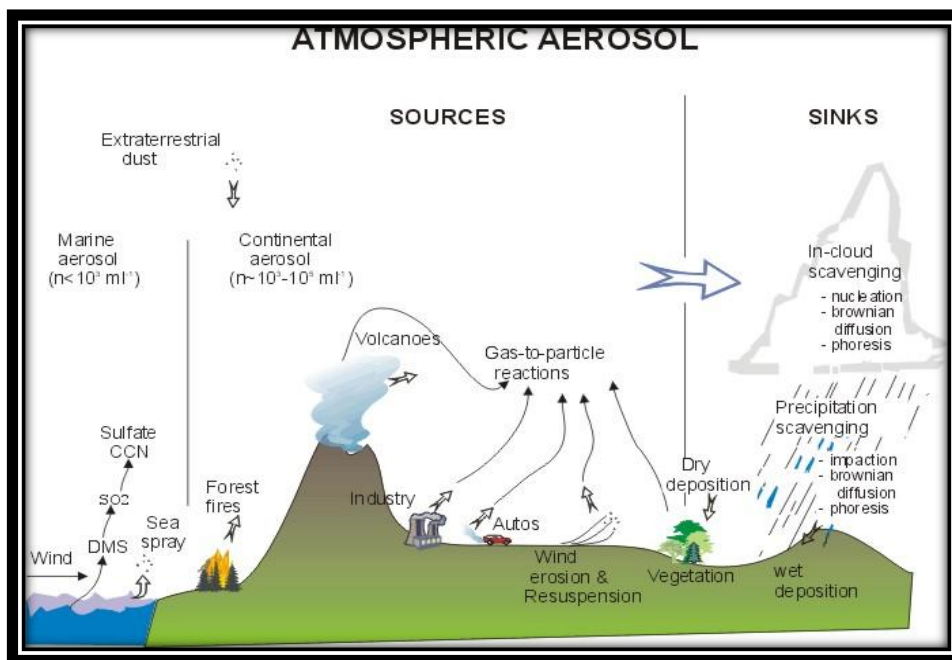 ATMOSPHERIC AEROSOL
SOURCES
SINKS
Extraterrestrial
dust
Marine
aerosol
(n<10³ ml⁻¹)
Continental
aerosol
(n~10³-10⁵ ml⁻¹)
In-cloud
scavenging
- nucleation
- brownian
diffusion
- phoresis
Volcanoes
Gas-to-particle
reactions
Precipitation
scavenging
- impaction
- brownian
diffusion
- phoresis
Sulfate
CCN
SO2
DMS
Wind
Sea
spray
Forest
fires
Industry
Autos
Wind
erosion &
Resuspension
Dry
deposition
Vegetation
wet
deposition